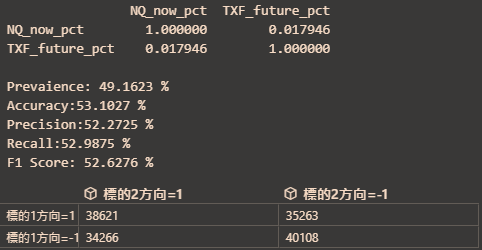 NQ_now_pct TXF_future_pct
NQ_now_pct 1.000000 0.017946
TXF_future_pct 0.017946 1.000000
Prevaience: 49.1623 %
Accuracy:53.1027 %
Precision:52.2725 %
Recall:52.9875 %
F1 Score: 52.6276 %
標的2方向=1 標的2方向=-1
標的1方向=1 38621 35263
標的1方向=-1 34266 40108